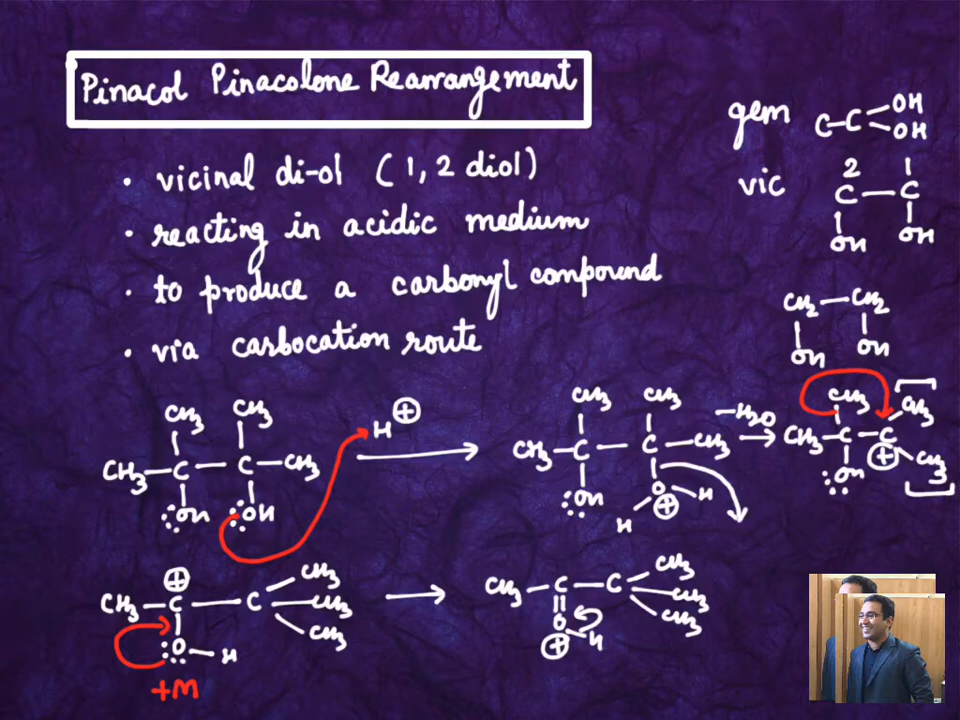 Pinacol Pinacolone Rearrangement
gem C-C OH
OH
• vicinal di-ol (1, 2 diol)
vic 2 1
C — C
OH OH
• reacting in acidic medium
• to produce a carbonyl compound
• via carbocation route
CH2 — CH2
OH OH
CH3 CH3 H ⊕
CH3 — C — C — CH3
:OH :OH
CH3 CH3
CH3 — C — C — CH3
:OH O — H
H ⊕
-H2O
CH3 CH3
CH3 — C — C
⊕ CH3
OH
⊕ CH3
CH3 — C — C — CH3
CH3
O — H
+M
CH3 — C — C CH3
CH3
CH3
O H
⊕